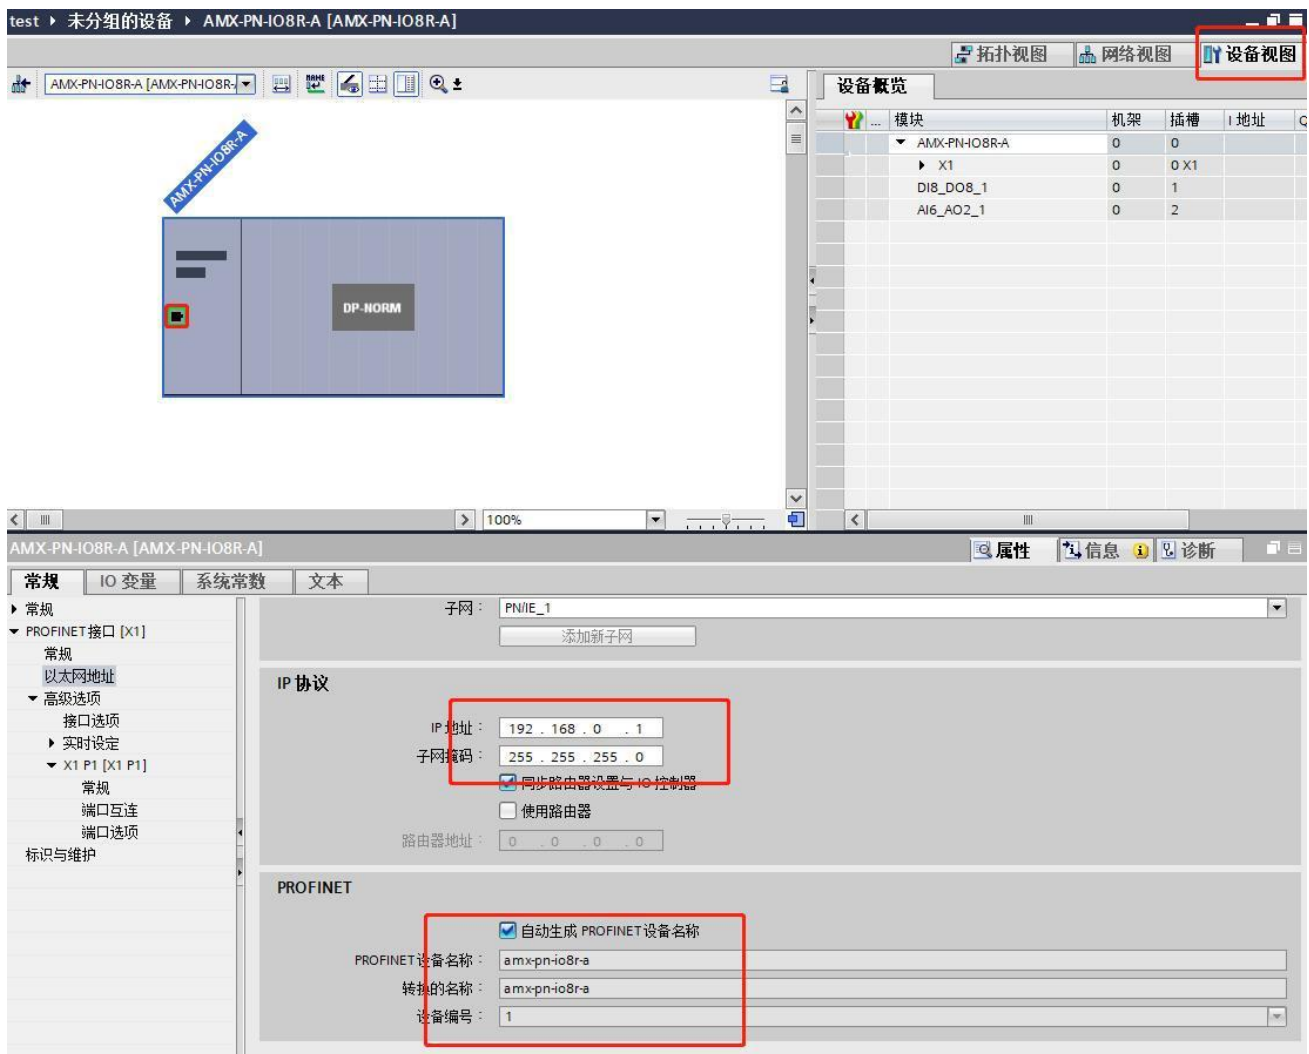 test ▸ 未分组的设备 ▸ AMX-PN-IO8R-A [AMX-PN-IO8R-A]
拓扑视图 网络视图 设备视图
AMX-PN-IO8R-A [AMX-PN-IO8R-
设备概览
... 模块 机架 插槽 I 地址
AMX-PN-IO8R-A 0 0
X1 0 0 X1
DI8_DO8_1 0 1
AI6_AO2_1 0 2
AMX-PN-IO8R-A
DP-NORM
100%
AMX-PN-IO8R-A [AMX-PN-IO8R-A]
属性 信息 诊断
常规 IO 变量 系统常数 文本
常规
PROFINET接口 [X1]
常规
以太网地址
高级选项
接口选项
实时设定
X1 P1 [X1 P1]
常规
端口互连
端口选项
标识与维护
子网： PN/IE_1
添加新子网
IP 协议
IP 地址： 192 . 168 . 0 . 1
子网掩码： 255 . 255 . 255 . 0
同步路由器设置与 IO 控制器
使用路由器
路由器地址： 0 . 0 . 0 . 0
PROFINET
自动生成 PROFINET 设备名称
PROFINET 设备名称： amx-pn-io8r-a
转换的名称： amx-pn-io8r-a
设备编号： 1